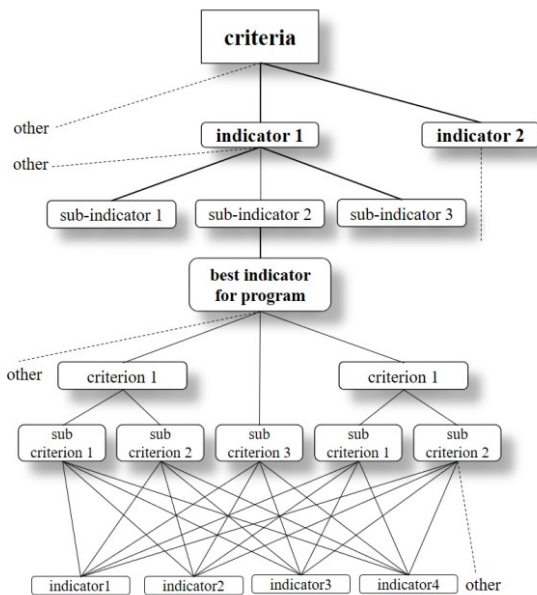 criteria
other
indicator 1
indicator 2
other
sub-indicator 1
sub-indicator 2
sub-indicator 3
best indicator
for program
other
criterion 1
criterion 1
sub
criterion 1
sub
criterion 2
sub
criterion 3
sub
criterion 1
sub
criterion 2
indicator1
indicator2
indicator3
indicator4
other